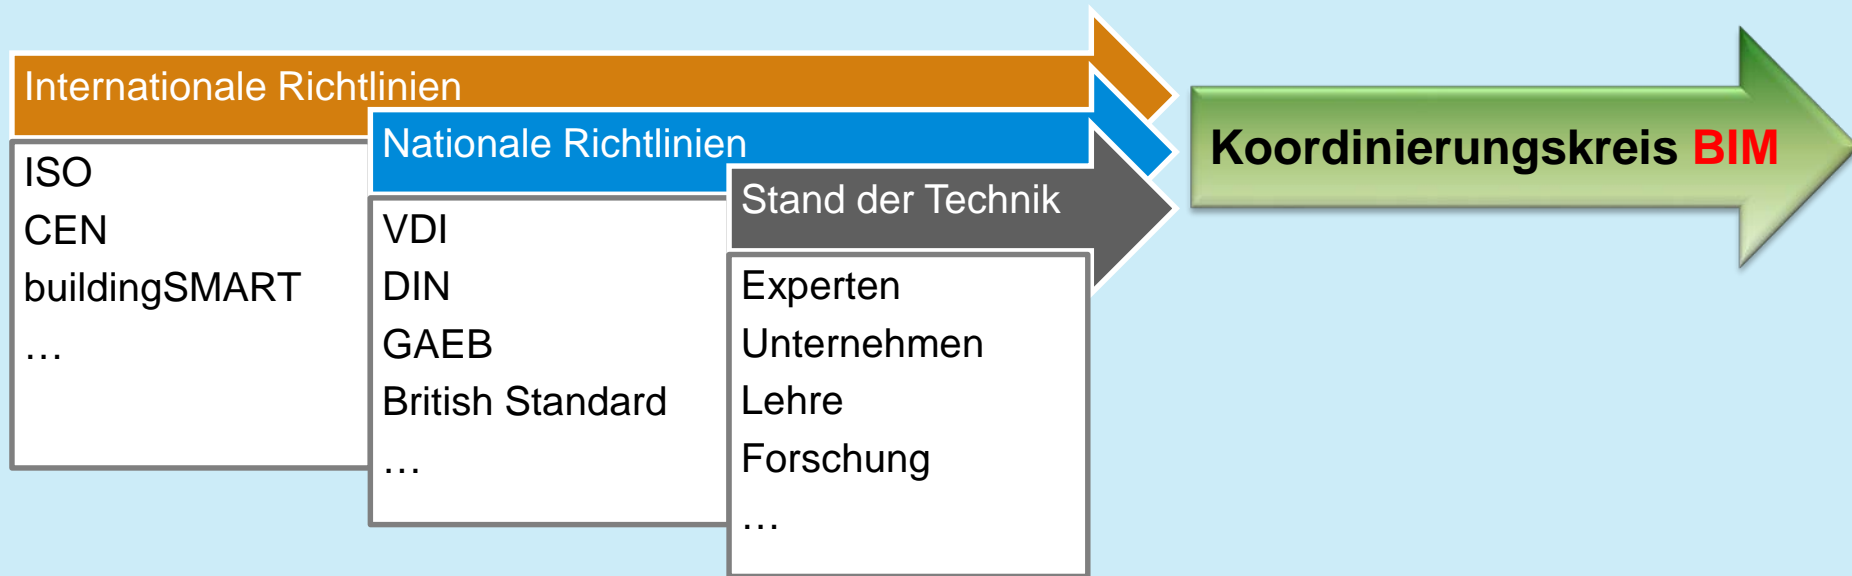 Internationale Richtlinien
ISO
CEN
buildingSMART
…
Nationale Richtlinien
VDI
DIN
GAEB
British Standard
…
Stand der Technik
Experten
Unternehmen
Lehre
Forschung
…
Koordinierungskreis BIM